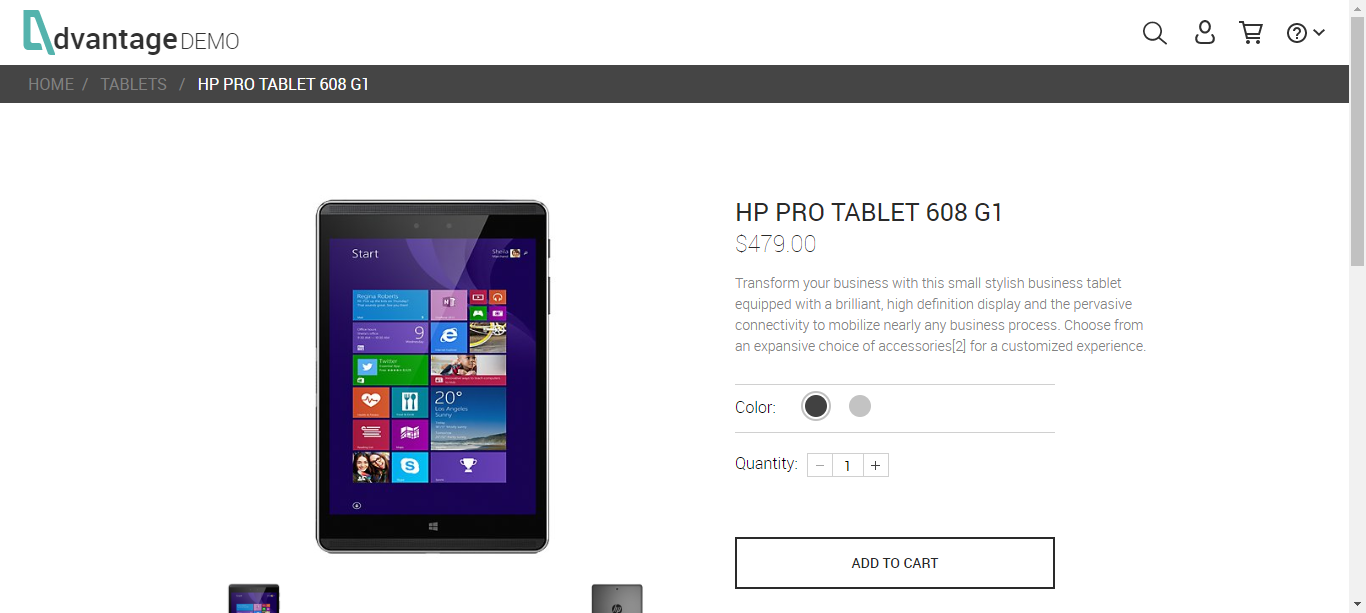 dvantage DEMO
HOME / TABLETS / HP PRO TABLET 608 G1
HP PRO TABLET 608 G1
$479.00
Transform your business with this small stylish business tablet
equipped with a brilliant, high definition display and the pervasive
connectivity to mobilize nearly any business process. Choose from
an expansive choice of accessories[2] for a customized experience.
Color:
Quantity: − 1 +
ADD TO CART
Start
Sheila
Regina Roberts
9
Twitter
20°
Los Angeles
Sunny
hp